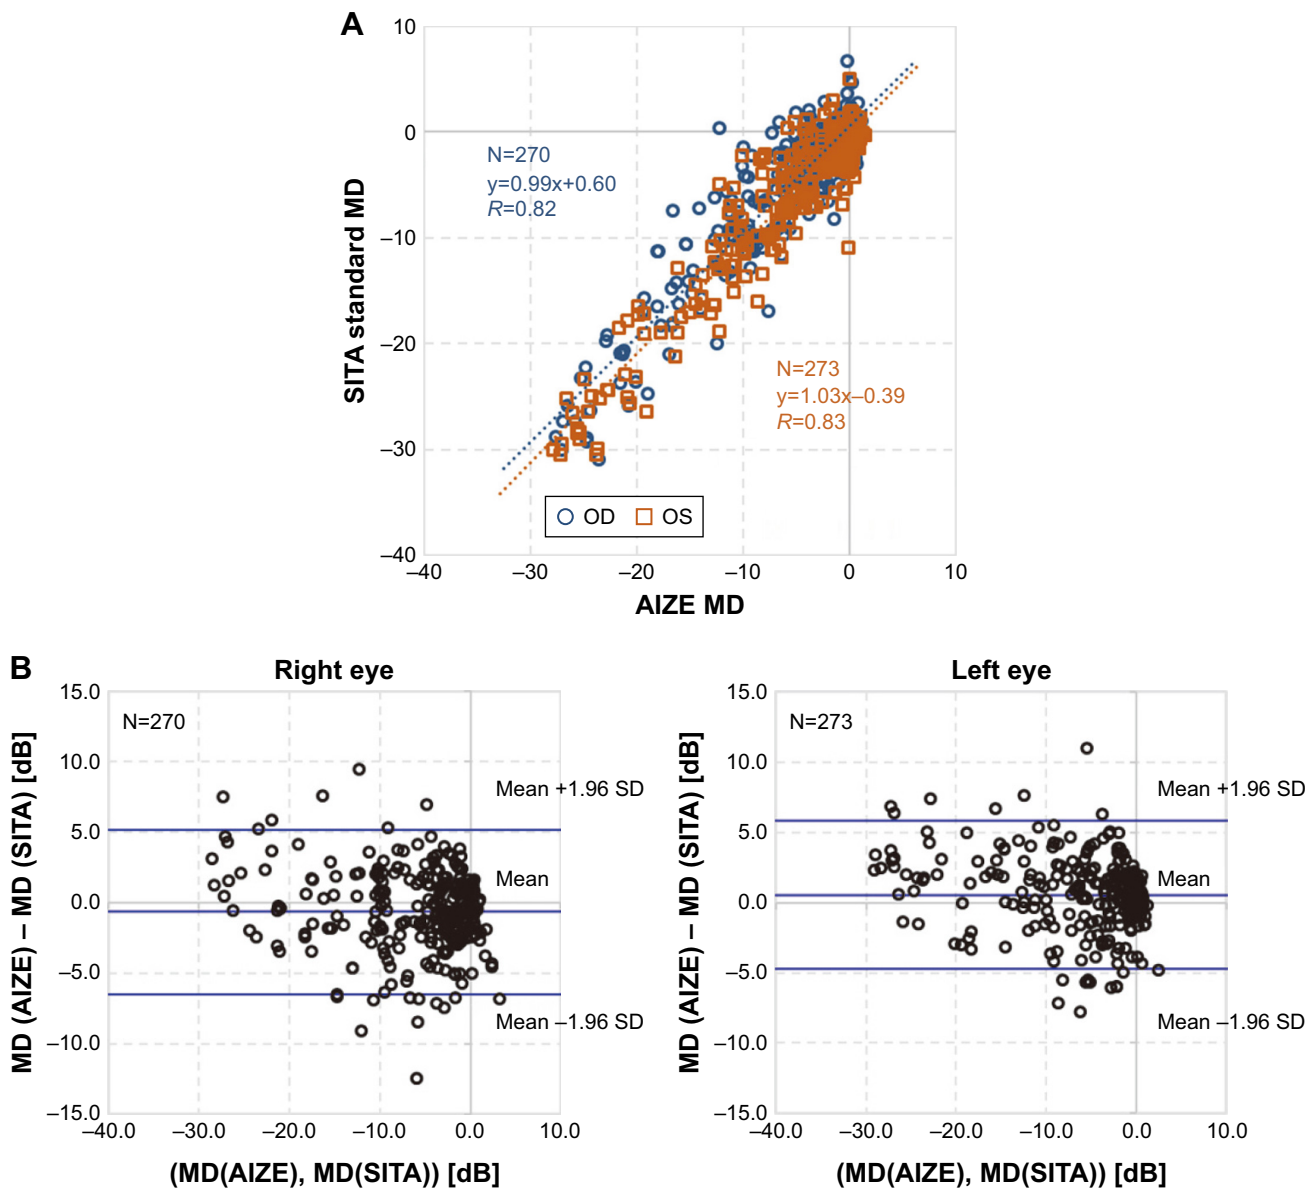 A
10
0
–10
–20
–30
–40
SITA standard MD
N=270
y=0.99x+0.60
R=0.82
N=273
y=1.03x–0.39
R=0.83
OD OS
–40 –30 –20 –10 0 10
AIZE MD
B
Right eye
15.0
10.0
5.0
0.0
–5.0
–10.0
–15.0
MD (AIZE) – MD (SITA) [dB]
N=270
Mean +1.96 SD
Mean
Mean –1.96 SD
–40.0 –30.0 –20.0 –10.0 0.0 10.0
(MD(AIZE), MD(SITA)) [dB]
Left eye
15.0
10.0
5.0
0.0
–5.0
–10.0
–15.0
MD (AIZE) – MD (SITA) [dB]
N=273
Mean +1.96 SD
Mean
Mean –1.96 SD
–40.0 –30.0 –20.0 –10.0 0.0 10.0
(MD(AIZE), MD(SITA)) [dB]